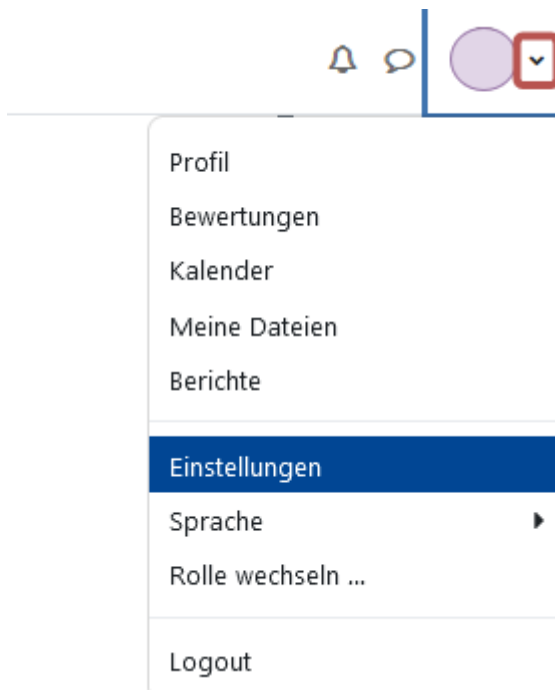 Profil
Bewertungen
Kalender
Meine Dateien
Berichte
Einstellungen
Sprache
Rolle wechseln ...
Logout